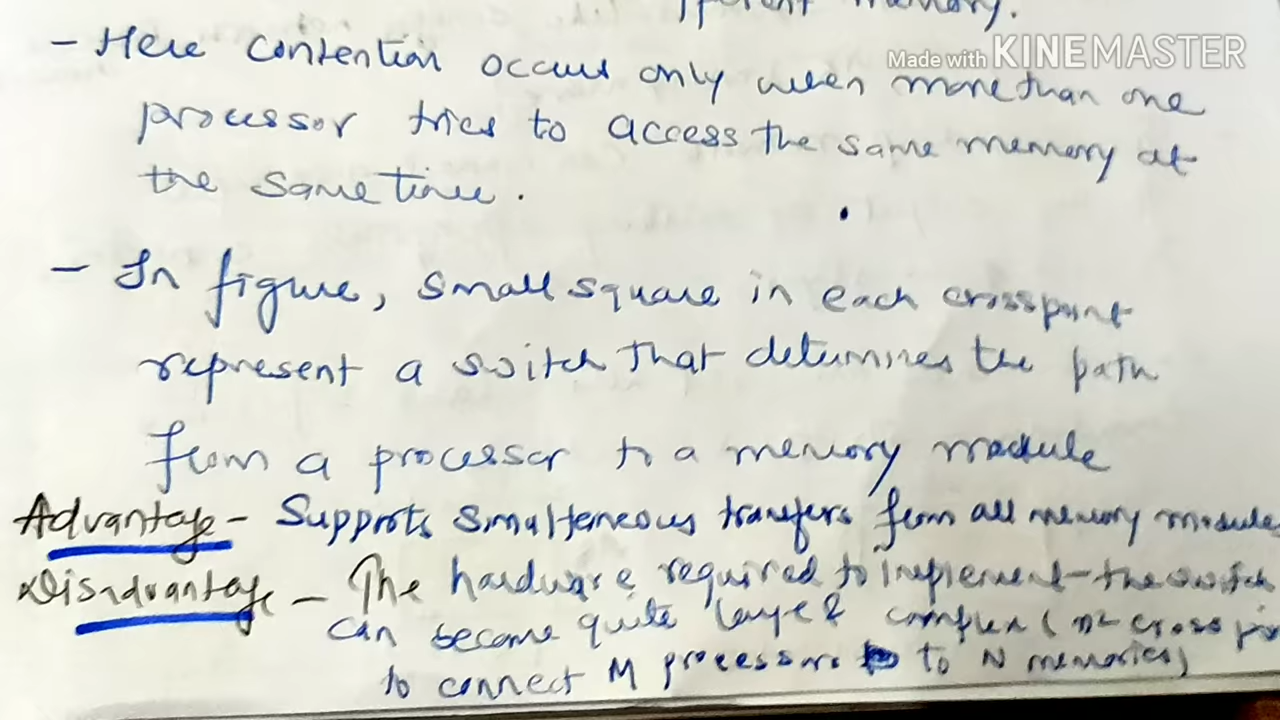 memory.
Made with KINEMASTER
- Here contention occurs only when more than one
processor tries to access the same memory at
the same time.
- In figure, small square in each crosspoint
represent a switch that determines the path
from a processor to a memory module
Advantage - Supports simultaneous transfers from all memory module
Disadvantage - The hardware required to implement the switch
can become quite large & complex (n² cross
to connect M processors to N memories)